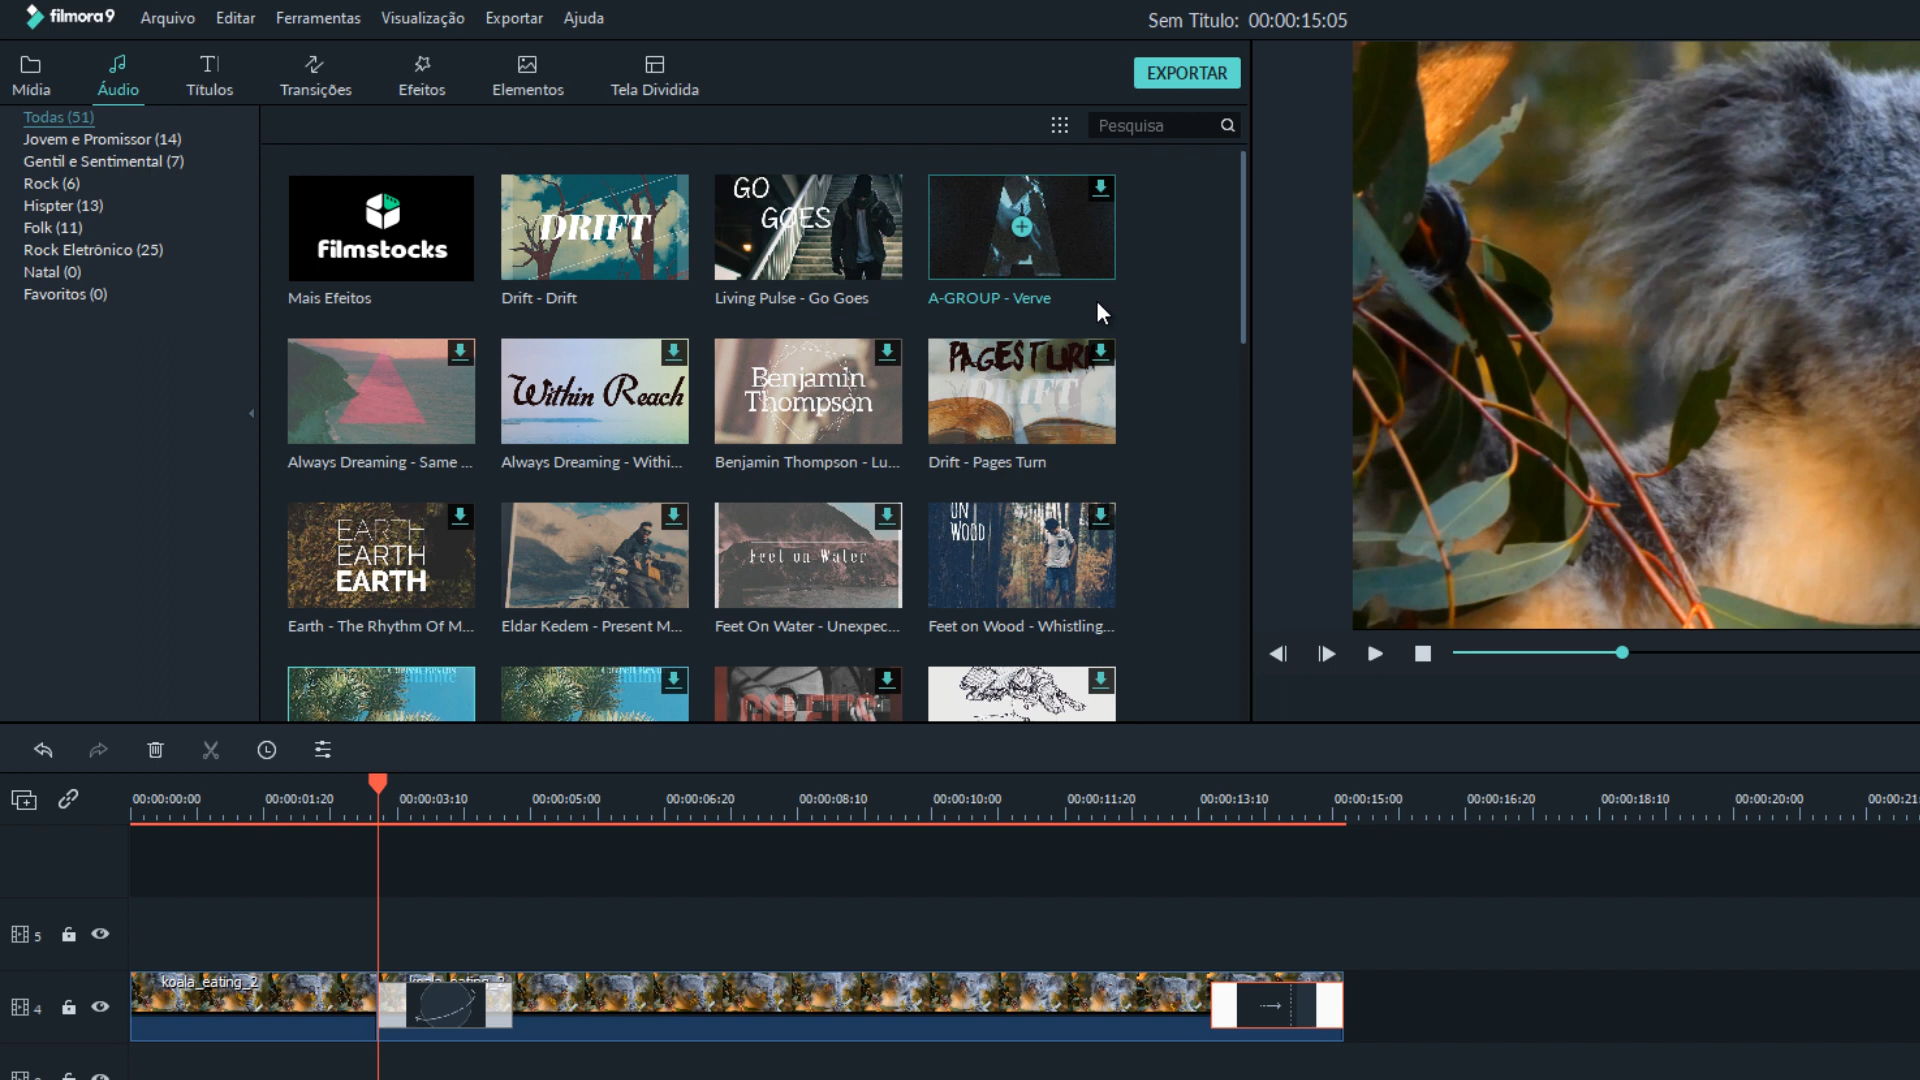 filmora9 Arquivo Editar Ferramentas Visualização Exportar Ajuda
Sem Titulo: 00:00:15:05
Mídia Áudio Títulos Transições Efeitos Elementos Tela Dividida
EXPORTAR
Todas (51)
Jovem e Promissor (14)
Gentil e Sentimental (7)
Rock (6)
Hispter (13)
Folk (11)
Rock Eletrônico (25)
Natal (0)
Favoritos (0)
Pesquisa
filmstocks
DRIFT
GO
GOES
A
Mais Efeitos
Drift - Drift
Living Pulse - Go Goes
A-GROUP - Verve
Within Reach
Benjamin
Thompson
PAGES TURN
DRIFT
Always Dreaming - Same ...
Always Dreaming - Withi...
Benjamin Thompson - Lu...
Drift - Pages Turn
EARTH
EARTH
EARTH
Feet on Water
ON
WOOD
Earth - The Rhythm Of M...
Eldar Kedem - Present M...
Feet On Water - Unexpec...
Feet on Wood - Whistling...
00:00:00:00 00:00:01:20 00:00:03:10 00:00:05:00 00:00:06:20 00:00:08:10 00:00:10:00 00:00:11:20 00:00:13:10 00:00:15:00 00:00:16:20 00:00:18:10 00:00:20:00 00:00:21:
5
koala_eating_2
koala_eating_2
4